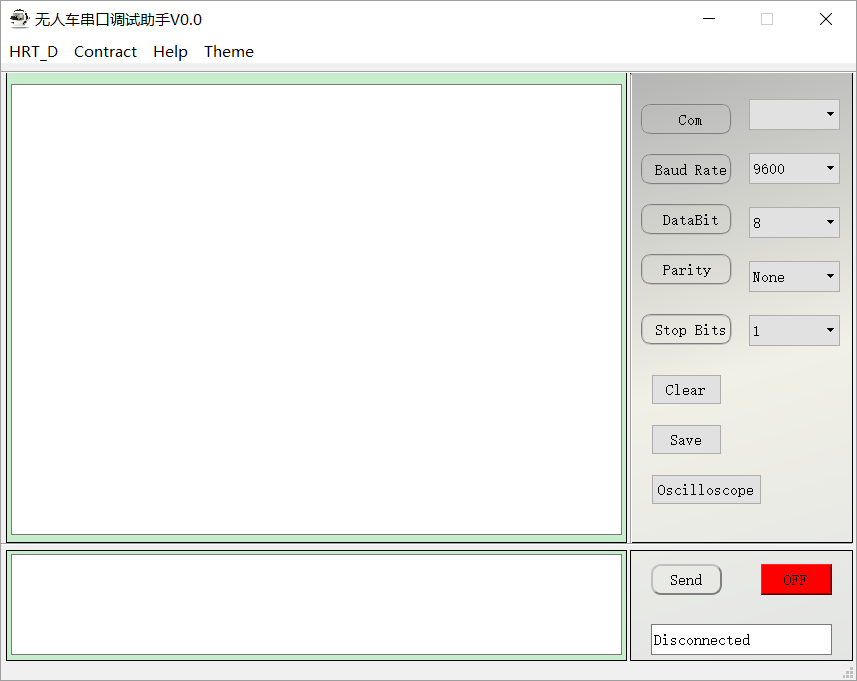 无人车串口调试助手V0.0
HRT_D Contract Help Theme
Com
Baud Rate 9600
DataBit 8
Parity None
Stop Bits 1
Clear
Save
Oscilloscope
Send OFF
Disconnected